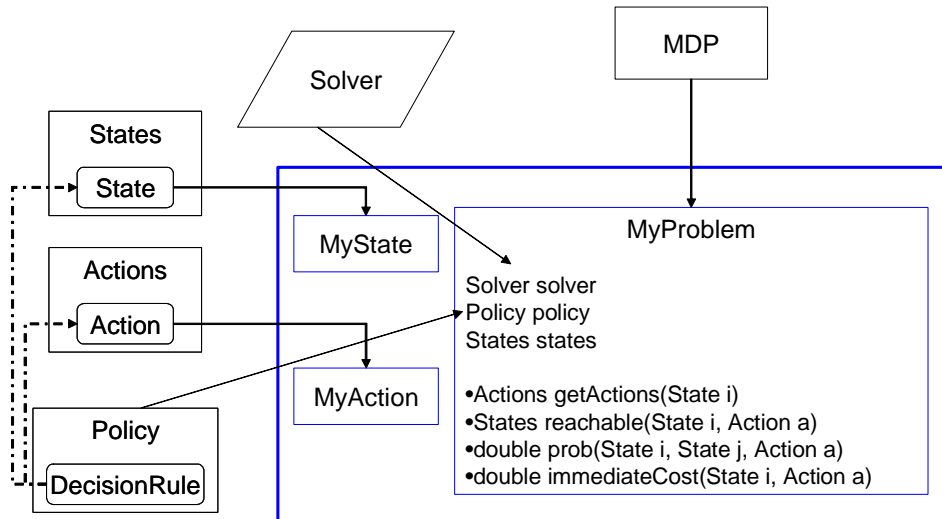 MDP
Solver
States
State
MyState
Actions
Action
MyAction
Policy
DecisionRule
MyProblem
Solver solver
Policy policy
States states
•Actions getActions(State i)
•States reachable(State i, Action a)
•double prob(State i, State j, Action a)
•double immediateCost(State i, Action a)